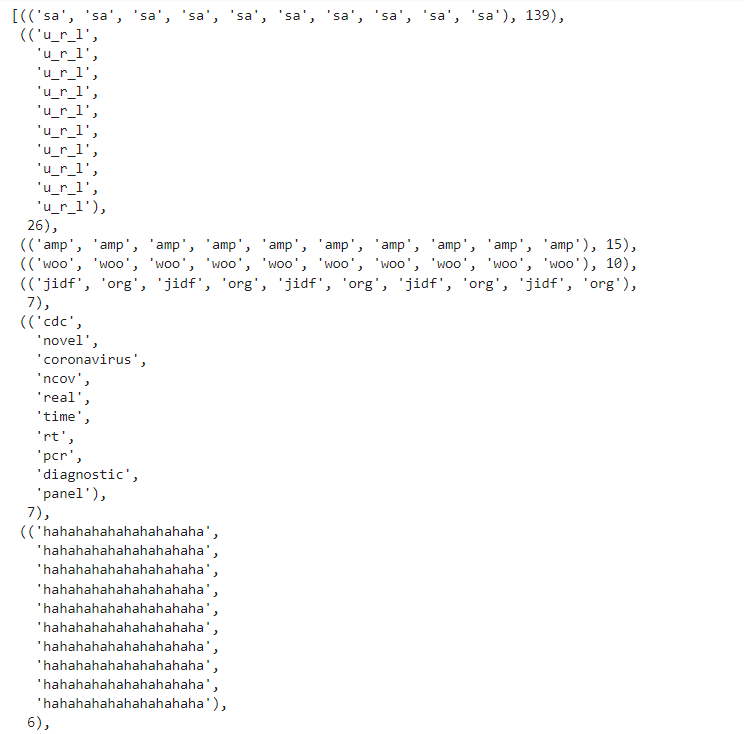 [(('sa', 'sa', 'sa', 'sa', 'sa', 'sa', 'sa', 'sa', 'sa', 'sa'), 139),
(('u_r_l',
'u_r_l',
'u_r_l',
'u_r_l',
'u_r_l',
'u_r_l',
'u_r_l',
'u_r_l',
'u_r_l',
'u_r_l'),
26),
(('amp', 'amp', 'amp', 'amp', 'amp', 'amp', 'amp', 'amp', 'amp', 'amp'), 15),
(('woo', 'woo', 'woo', 'woo', 'woo', 'woo', 'woo', 'woo', 'woo', 'woo'), 10),
(('jidf', 'org', 'jidf', 'org', 'jidf', 'org', 'jidf', 'org', 'jidf', 'org'),
7),
(('cdc',
'novel',
'coronavirus',
'ncov',
'real',
'time',
'rt',
'pcr',
'diagnostic',
'panel'),
7),
(('hahahahahahahahahaha',
'hahahahahahahahahaha',
'hahahahahahahahahaha',
'hahahahahahahahahaha',
'hahahahahahahahahaha',
'hahahahahahahahahaha',
'hahahahahahahahahaha',
'hahahahahahahahahaha',
'hahahahahahahahahaha',
'hahahahahahahahahaha'),
6),